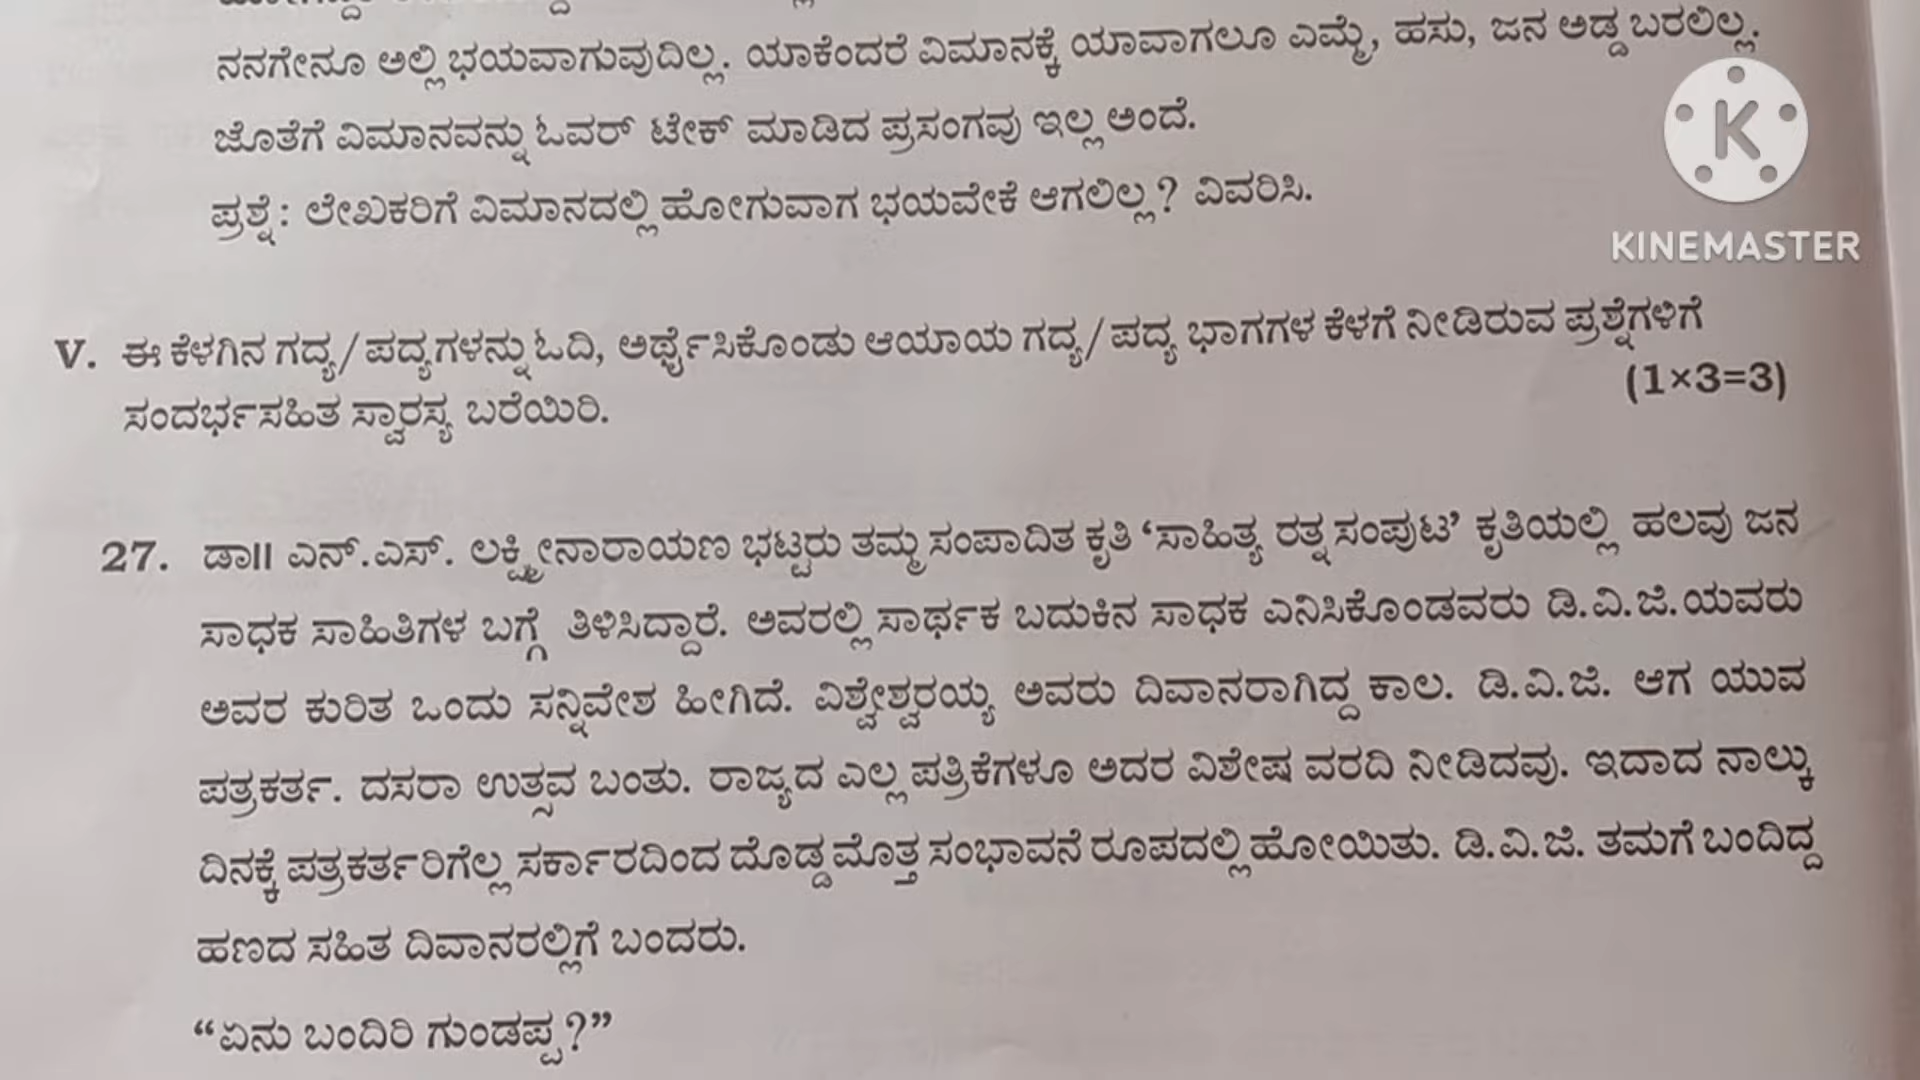 ನನಗೇನೂ ಅಲ್ಲಿ ಭಯವಾಗುವುದಿಲ್ಲ. ಯಾಕೆಂದರೆ ವಿಮಾನಕ್ಕೆ ಯಾವಾಗಲೂ ಎಮ್ಮೆ, ಹಸು, ಜನ ಅಡ್ಡ ಬರಲಿಲ್ಲ.
ಜೊತೆಗೆ ವಿಮಾನವನ್ನು ಓವರ್ ಟೇಕ್ ಮಾಡಿದ ಪ್ರಸಂಗವು ಇಲ್ಲ ಅಂದೆ.
ಪ್ರಶ್ನೆ: ಲೇಖಕರಿಗೆ ವಿಮಾನದಲ್ಲಿ ಹೋಗುವಾಗ ಭಯವೇಕೆ ಆಗಲಿಲ್ಲ? ವಿವರಿಸಿ.
K
KINEMASTER
V. ಈ ಕೆಳಗಿನ ಗದ್ಯ/ಪದ್ಯಗಳನ್ನು ಓದಿ, ಅರ್ಥೈಸಿಕೊಂಡು ಆಯಾಯ ಗದ್ಯ/ಪದ್ಯ ಭಾಗಗಳ ಕೆಳಗೆ ನೀಡಿರುವ ಪ್ರಶ್ನೆಗಳಿಗೆ
ಸಂದರ್ಭಸಹಿತ ಸ್ವಾರಸ್ಯ ಬರೆಯಿರಿ. (1×3=3)
27. ಡಾ॥ ಎನ್.ಎಸ್. ಲಕ್ಷ್ಮೀನಾರಾಯಣ ಭಟ್ಟರು ತಮ್ಮ ಸಂಪಾದಿತ ಕೃತಿ ‘ಸಾಹಿತ್ಯ ರತ್ನ ಸಂಪುಟ’ ಕೃತಿಯಲ್ಲಿ ಹಲವು ಜನ
ಸಾಧಕ ಸಾಹಿತಿಗಳ ಬಗ್ಗೆ ತಿಳಿಸಿದ್ದಾರೆ. ಅವರಲ್ಲಿ ಸಾರ್ಥಕ ಬದುಕಿನ ಸಾಧಕ ಎನಿಸಿಕೊಂಡವರು ಡಿ.ವಿ.ಜಿ.ಯವರು
ಅವರ ಕುರಿತ ಒಂದು ಸನ್ನಿವೇಶ ಹೀಗಿದೆ. ವಿಶ್ವೇಶ್ವರಯ್ಯ ಅವರು ದಿವಾನರಾಗಿದ್ದ ಕಾಲ. ಡಿ.ವಿ.ಜಿ. ಆಗ ಯುವ
ಪತ್ರಕರ್ತ. ದಸರಾ ಉತ್ಸವ ಬಂತು. ರಾಜ್ಯದ ಎಲ್ಲ ಪತ್ರಿಕೆಗಳೂ ಅದರ ವಿಶೇಷ ವರದಿ ನೀಡಿದವು. ಇದಾದ ನಾಲ್ಕು
ದಿನಕ್ಕೆ ಪತ್ರಕರ್ತರಿಗೆಲ್ಲ ಸರ್ಕಾರದಿಂದ ದೊಡ್ಡ ಮೊತ್ತ ಸಂಭಾವನೆ ರೂಪದಲ್ಲಿ ಹೋಯಿತು. ಡಿ.ವಿ.ಜಿ. ತಮಗೆ ಬಂದಿದ್ದ
ಹಣದ ಸಹಿತ ದಿವಾನರಲ್ಲಿಗೆ ಬಂದರು.
“ಏನು ಬಂದಿರಿ ಗುಂಡಪ್ಪ?”